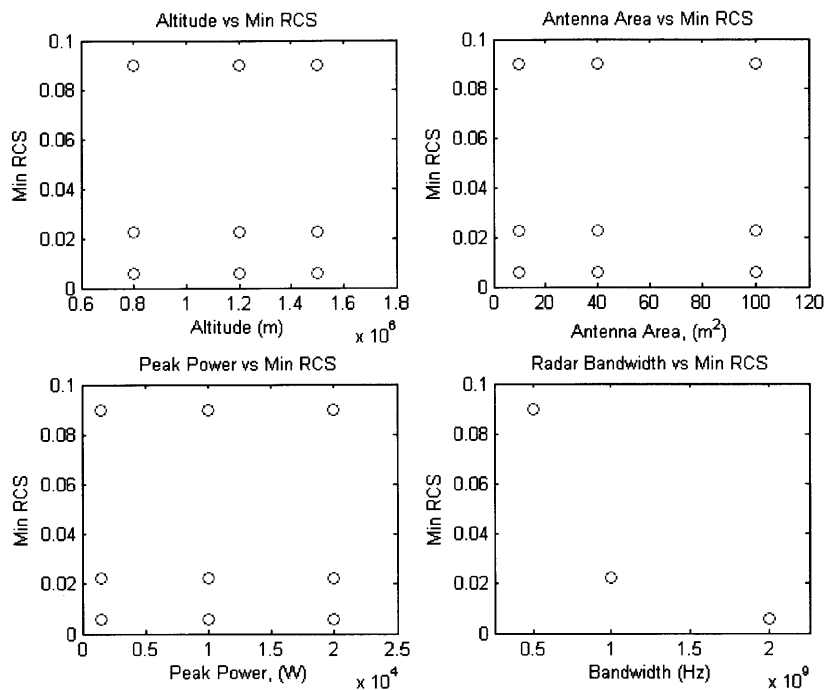 Altitude vs Min RCS
0.1
0.08
0.06
0.04
0.02
0
Min RCS
0.6 0.8 1 1.2 1.4 1.6 1.8
Altitude (m)
x 10^6
Antenna Area vs Min RCS
0.1
0.08
0.06
0.04
0.02
0
Min RCS
0 20 40 60 80 100 120
Antenna Area, (m²)
Peak Power vs Min RCS
0.1
0.08
0.06
0.04
0.02
0
Min RCS
0 0.5 1 1.5 2 2.5
Peak Power, (W)
x 10^4
Radar Bandwidth vs Min RCS
0.1
0.08
0.06
0.04
0.02
0
Min RCS
0.5 1 1.5 2
Bandwidth (Hz)
x 10^9